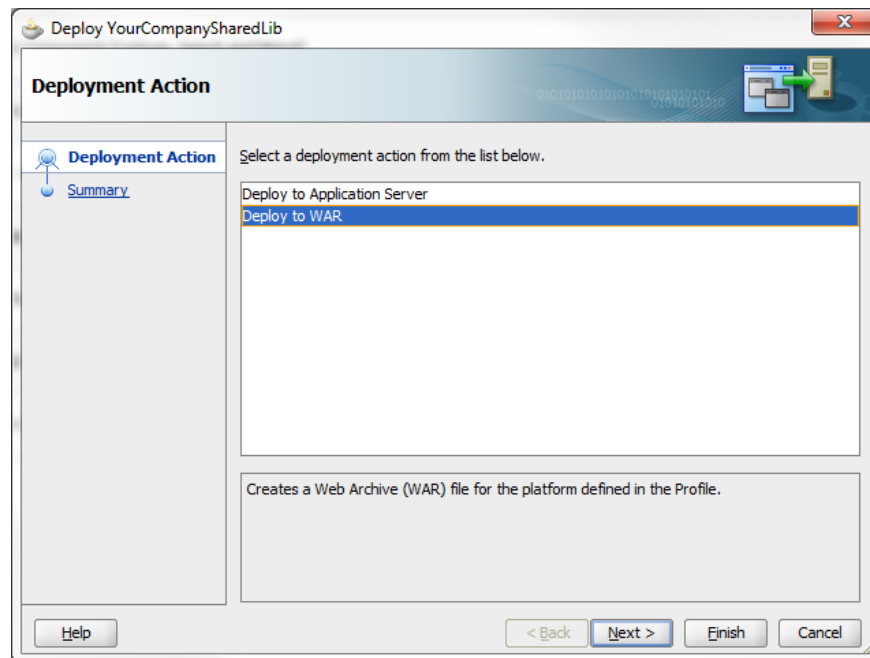 Deploy YourCompanySharedLib
Deployment Action
Deployment Action
Summary
Select a deployment action from the list below.
Deploy to Application Server
Deploy to WAR
Creates a Web Archive (WAR) file for the platform defined in the Profile.
Help
< Back
Next >
Finish
Cancel